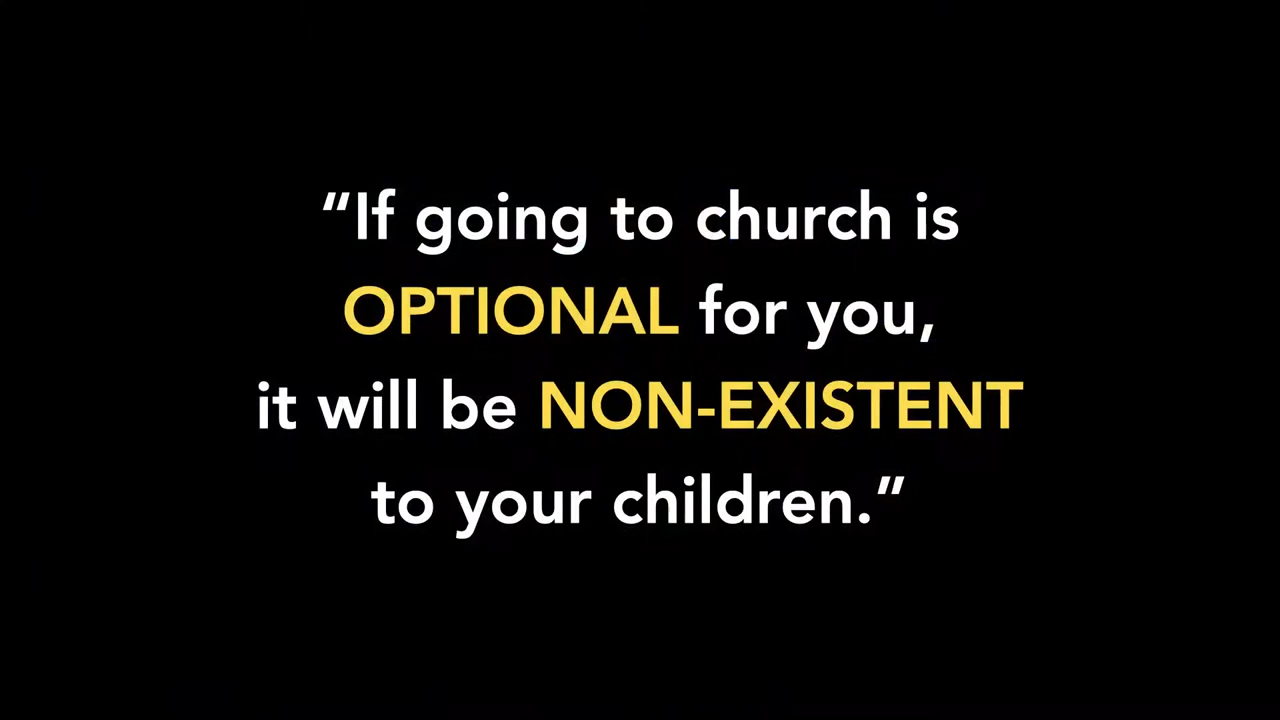 “If going to church is
OPTIONAL for you,
it will be NON-EXISTENT
to your children.”